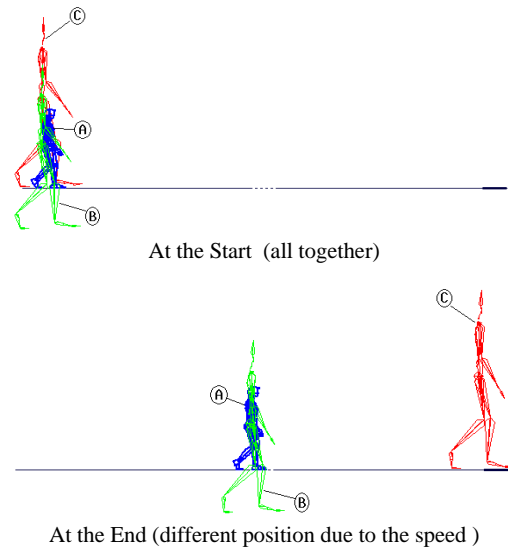 C
A
B
At the Start (all together)
C
A
B
At the End (different position due to the speed )